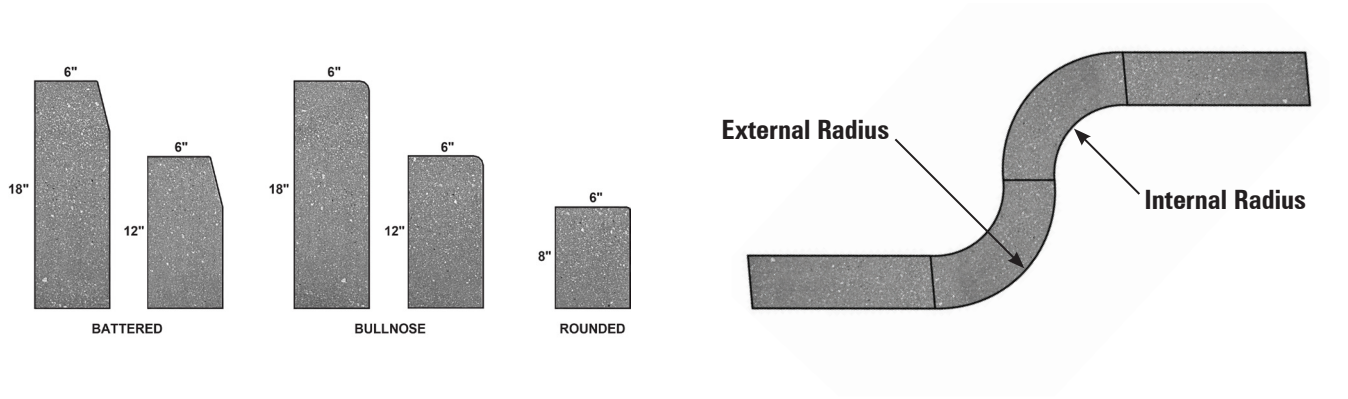 6"
18"
6"
12"
BATTERED
6"
18"
6"
12"
BULLNOSE
6"
8"
ROUNDED
External Radius
Internal Radius